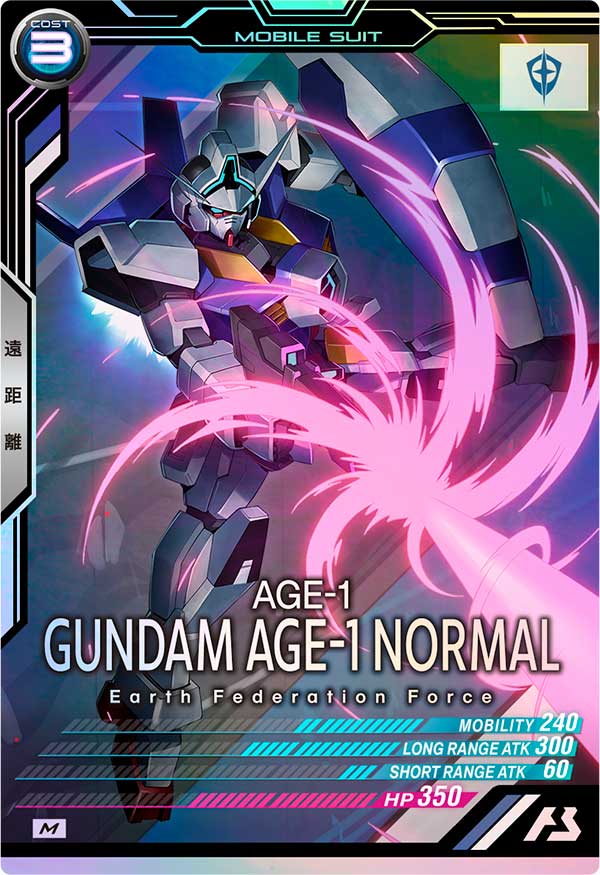 COST
3
MOBILE SUIT
遠距離
AGE-1
GUNDAM AGE-1 NORMAL
Earth Federation Force
MOBILITY 240
LONG RANGE ATK 300
SHORT RANGE ATK 60
HP 350
M